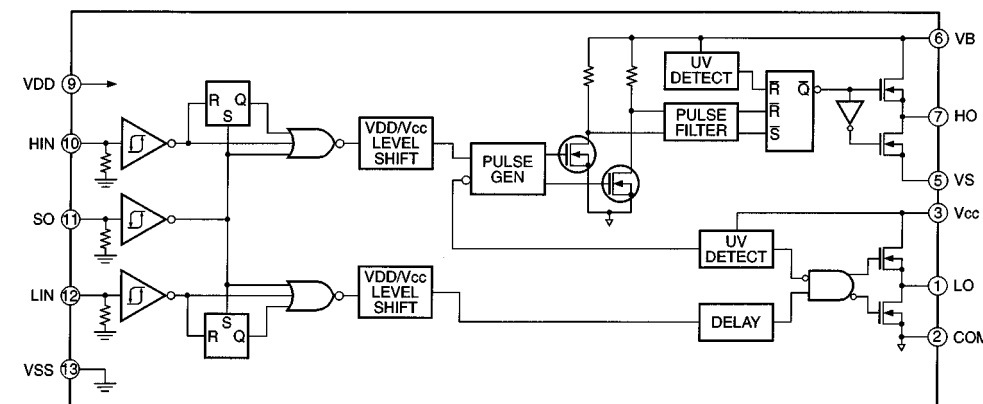 6 VB
UV
DETECT
VDD 9
R Q
S
R Q
R
S
PULSE
FILTER
7 HO
HIN 10
VDD/Vcc
LEVEL
SHIFT
PULSE
GEN
5 VS
SO 11
3 Vcc
UV
DETECT
VDD/Vcc
LEVEL
SHIFT
1 LO
LIN 12
S
R Q
DELAY
2 COM
VSS 13